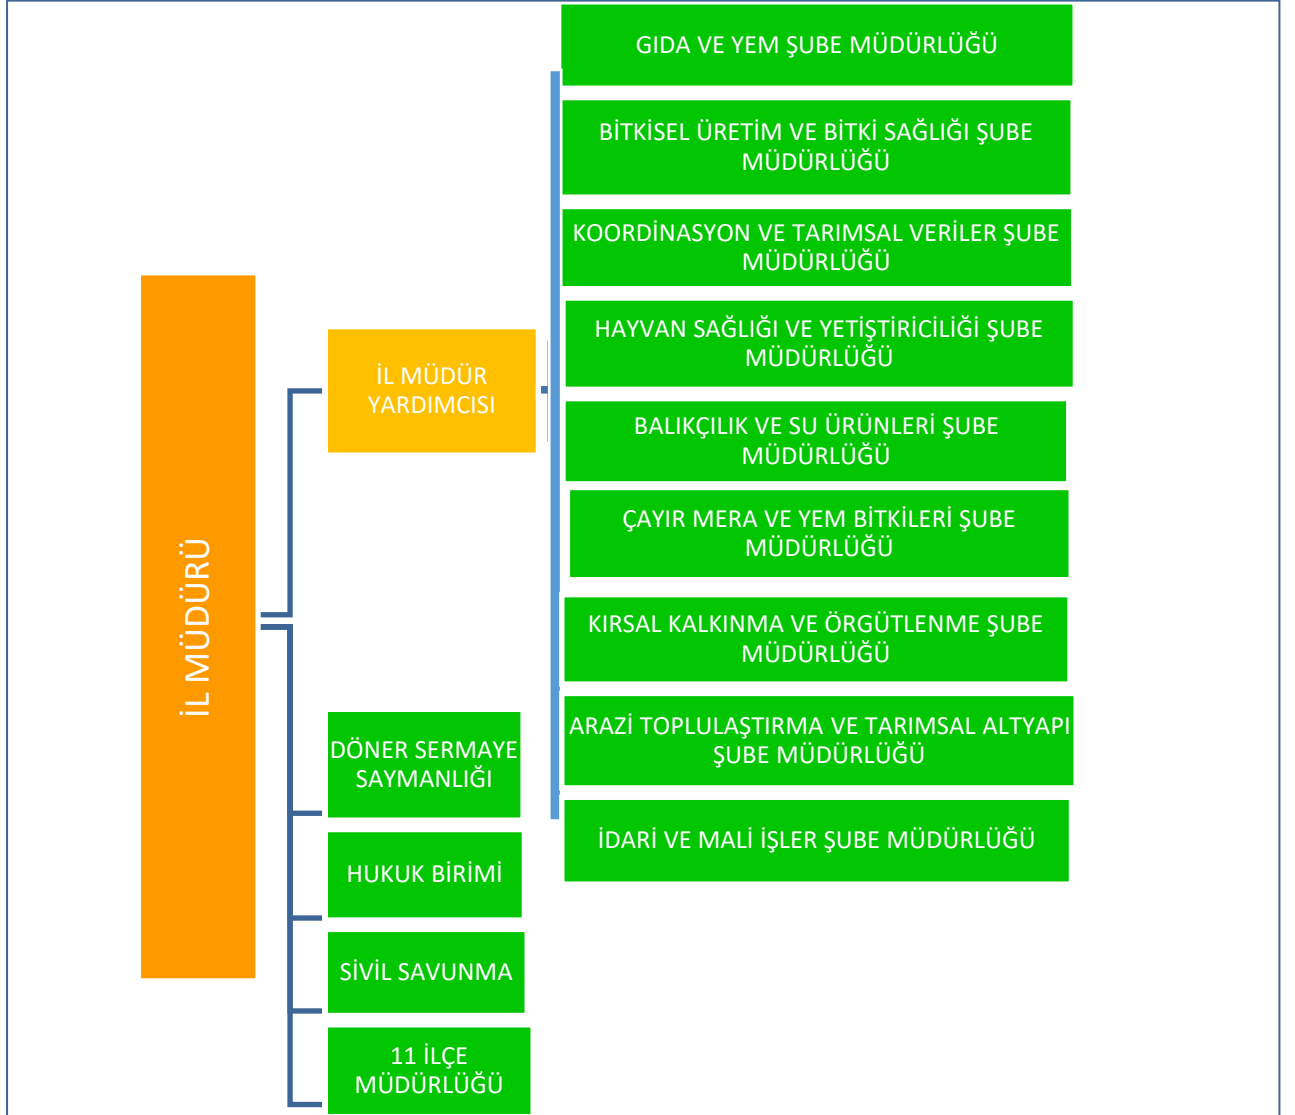 İL MÜDÜRÜ
İL MÜDÜR
YARDIMCISI
DÖNER SERMAYE
SAYMANLIĞI
HUKUK BİRİMİ
SİVİL SAVUNMA
11 İLÇE
MÜDÜRLÜĞÜ
GIDA VE YEM ŞUBE MÜDÜRLÜĞÜ
BİTKİSEL ÜRETİM VE BİTKİ SAĞLIĞI ŞUBE
MÜDÜRLÜĞÜ
KOORDİNASYON VE TARIMSAL VERİLER ŞUBE
MÜDÜRLÜĞÜ
HAYVAN SAĞLIĞI VE YETİŞTİRİCİLİĞİ ŞUBE
MÜDÜRLÜĞÜ
BALIKÇILIK VE SU ÜRÜNLERİ ŞUBE
MÜDÜRLÜĞÜ
ÇAYIR MERA VE YEM BİTKİLERİ ŞUBE
MÜDÜRLÜĞÜ
KIRSAL KALKINMA VE ÖRGÜTLENME ŞUBE
MÜDÜRLÜĞÜ
ARAZİ TOPLULAŞTIRMA VE TARIMSAL ALTYAPI
ŞUBE MÜDÜRLÜĞÜ
İDARİ VE MALİ İŞLER ŞUBE MÜDÜRLÜĞÜ